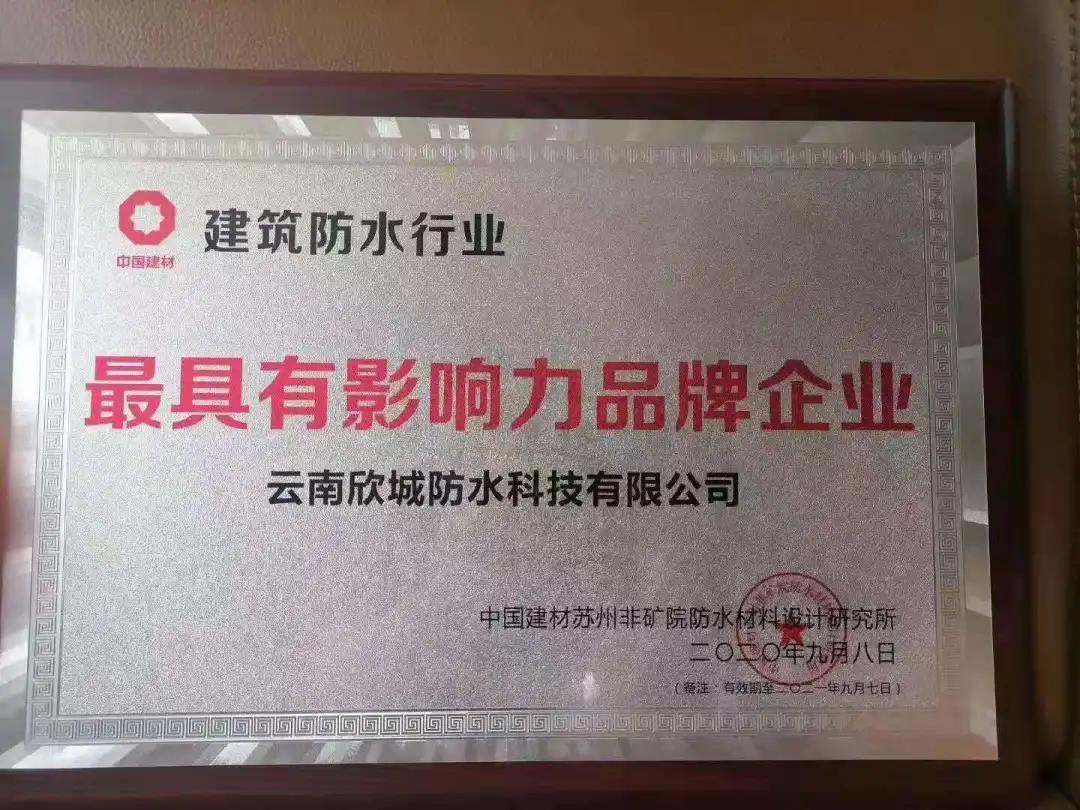 中国建材
建筑防水行业
最具有影响力品牌企业
云南欣城防水科技有限公司
中国建材苏州非矿院防水材料设计研究所
二〇二〇年九月八日
(备注:有效期至二〇二一年九月七日)